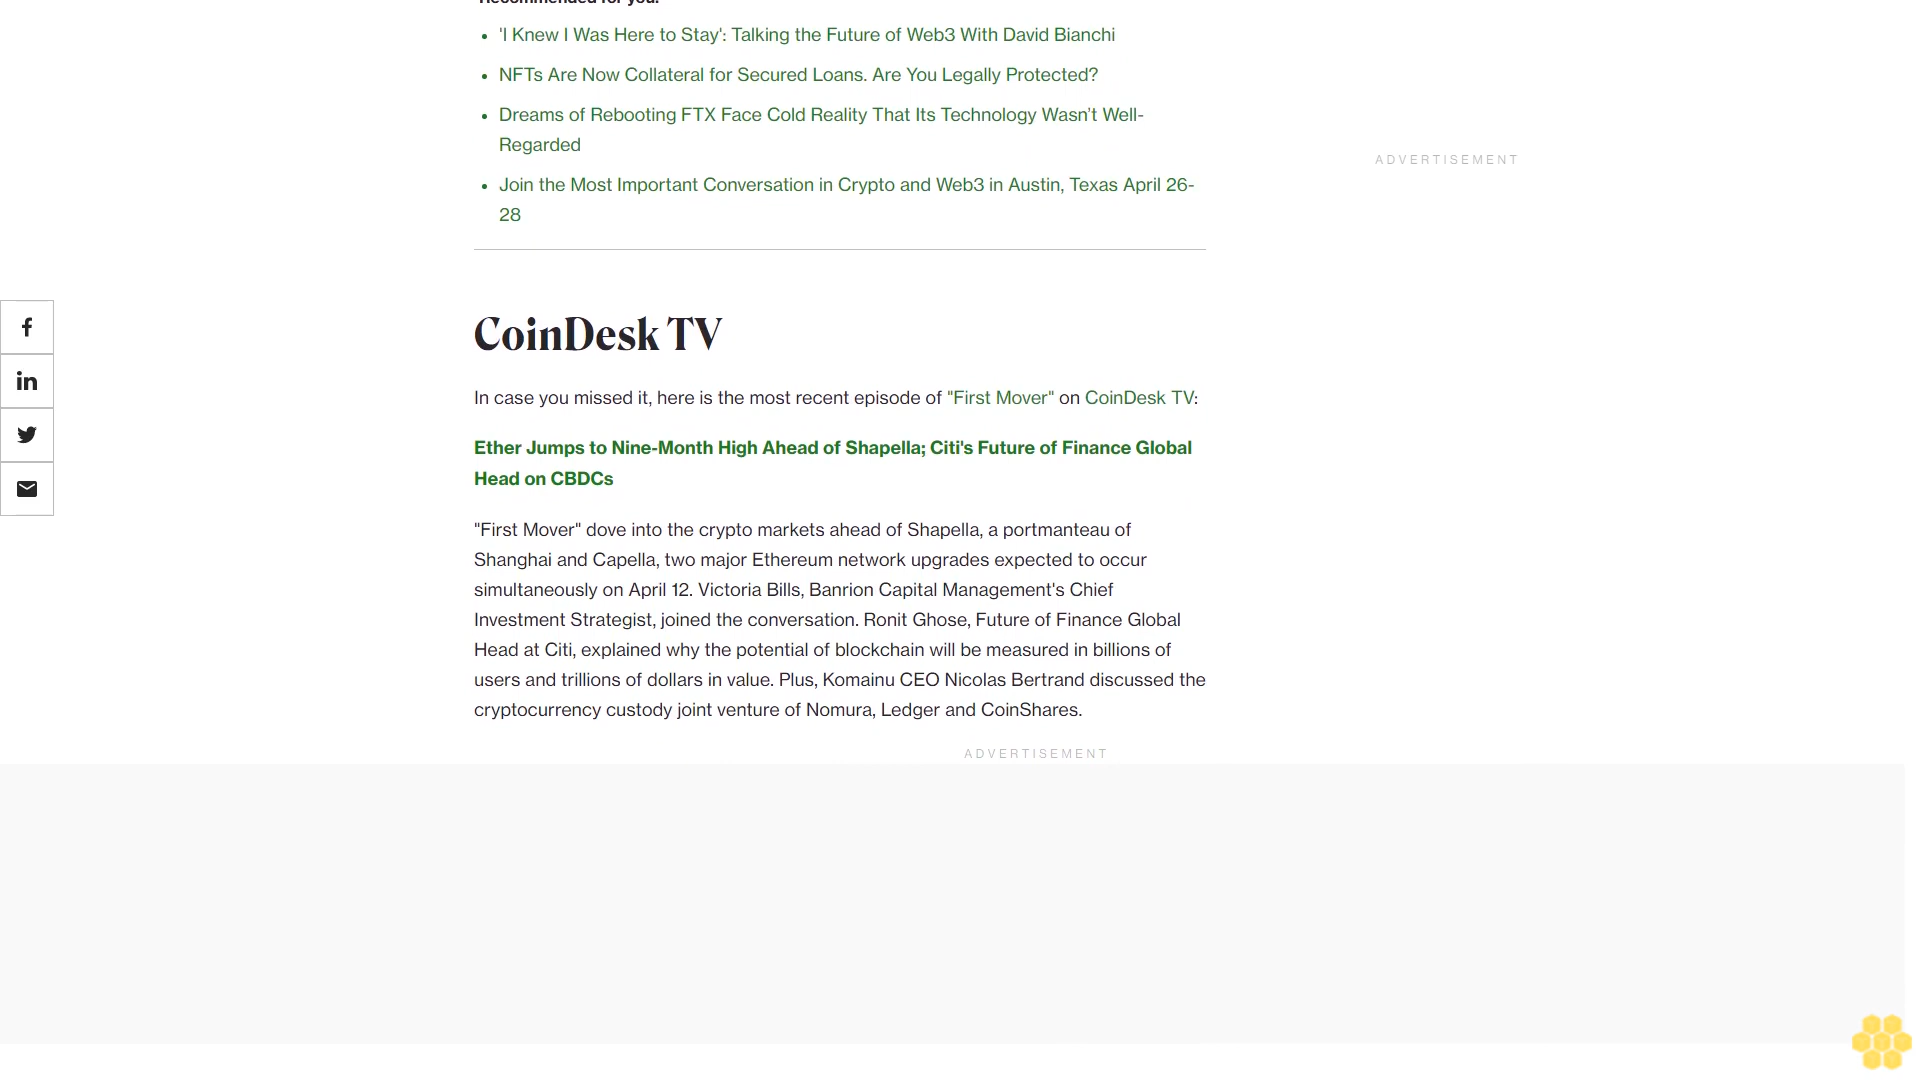 Recommended for you:
'I Knew I Was Here to Stay': Talking the Future of Web3 With David Bianchi
NFTs Are Now Collateral for Secured Loans. Are You Legally Protected?
Dreams of Rebooting FTX Face Cold Reality That Its Technology Wasn’t Well-
Regarded
ADVERTISEMENT
Join the Most Important Conversation in Crypto and Web3 in Austin, Texas April 26-
28
CoinDesk TV
In case you missed it, here is the most recent episode of "First Mover" on CoinDesk TV:
Ether Jumps to Nine-Month High Ahead of Shapella; Citi's Future of Finance Global
Head on CBDCs
"First Mover" dove into the crypto markets ahead of Shapella, a portmanteau of
Shanghai and Capella, two major Ethereum network upgrades expected to occur
simultaneously on April 12. Victoria Bills, Banrion Capital Management's Chief
Investment Strategist, joined the conversation. Ronit Ghose, Future of Finance Global
Head at Citi, explained why the potential of blockchain will be measured in billions of
users and trillions of dollars in value. Plus, Komainu CEO Nicolas Bertrand discussed the
cryptocurrency custody joint venture of Nomura, Ledger and CoinShares.
ADVERTISEMENT